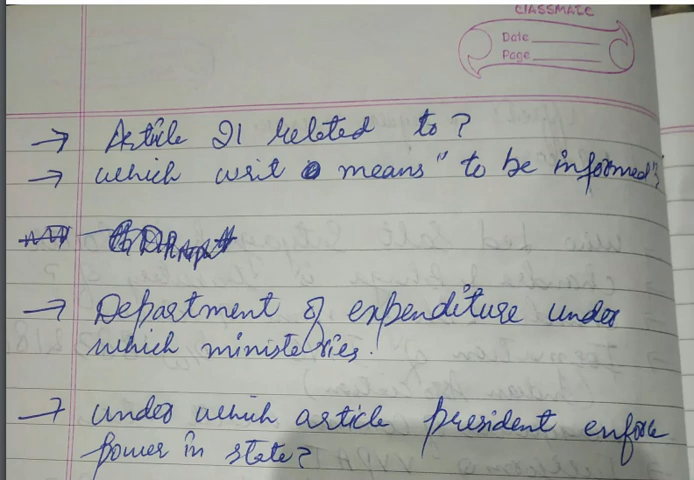 CLASSMATE
Date
Page
→ Article 21 related to?
→ which writ means "to be informed"?
→ Department of expenditure under
which ministeries?
→ under which article president enforce
power in state?